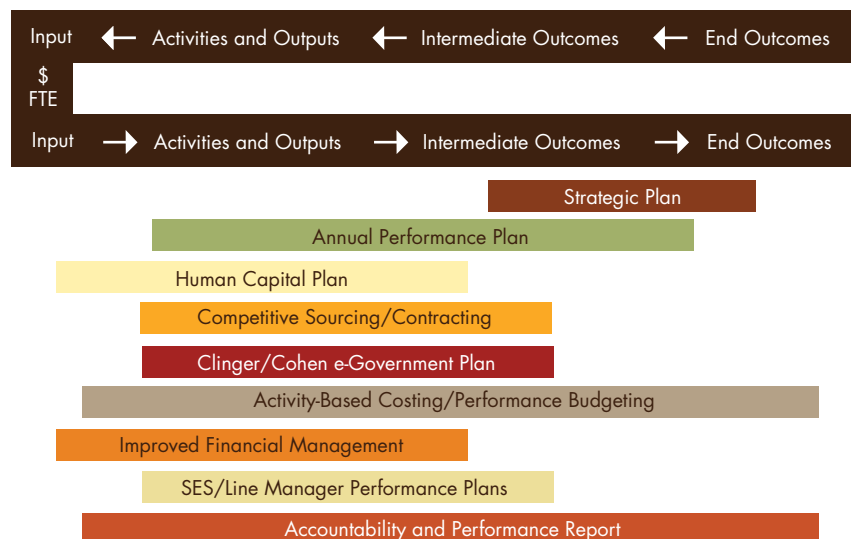 Input ← Activities and Outputs ← Intermediate Outcomes ← End Outcomes
$
FTE
Input → Activities and Outputs → Intermediate Outcomes → End Outcomes
Strategic Plan
Annual Performance Plan
Human Capital Plan
Competitive Sourcing/Contracting
Clinger/Cohen e-Government Plan
Activity-Based Costing/Performance Budgeting
Improved Financial Management
SES/Line Manager Performance Plans
Accountability and Performance Report